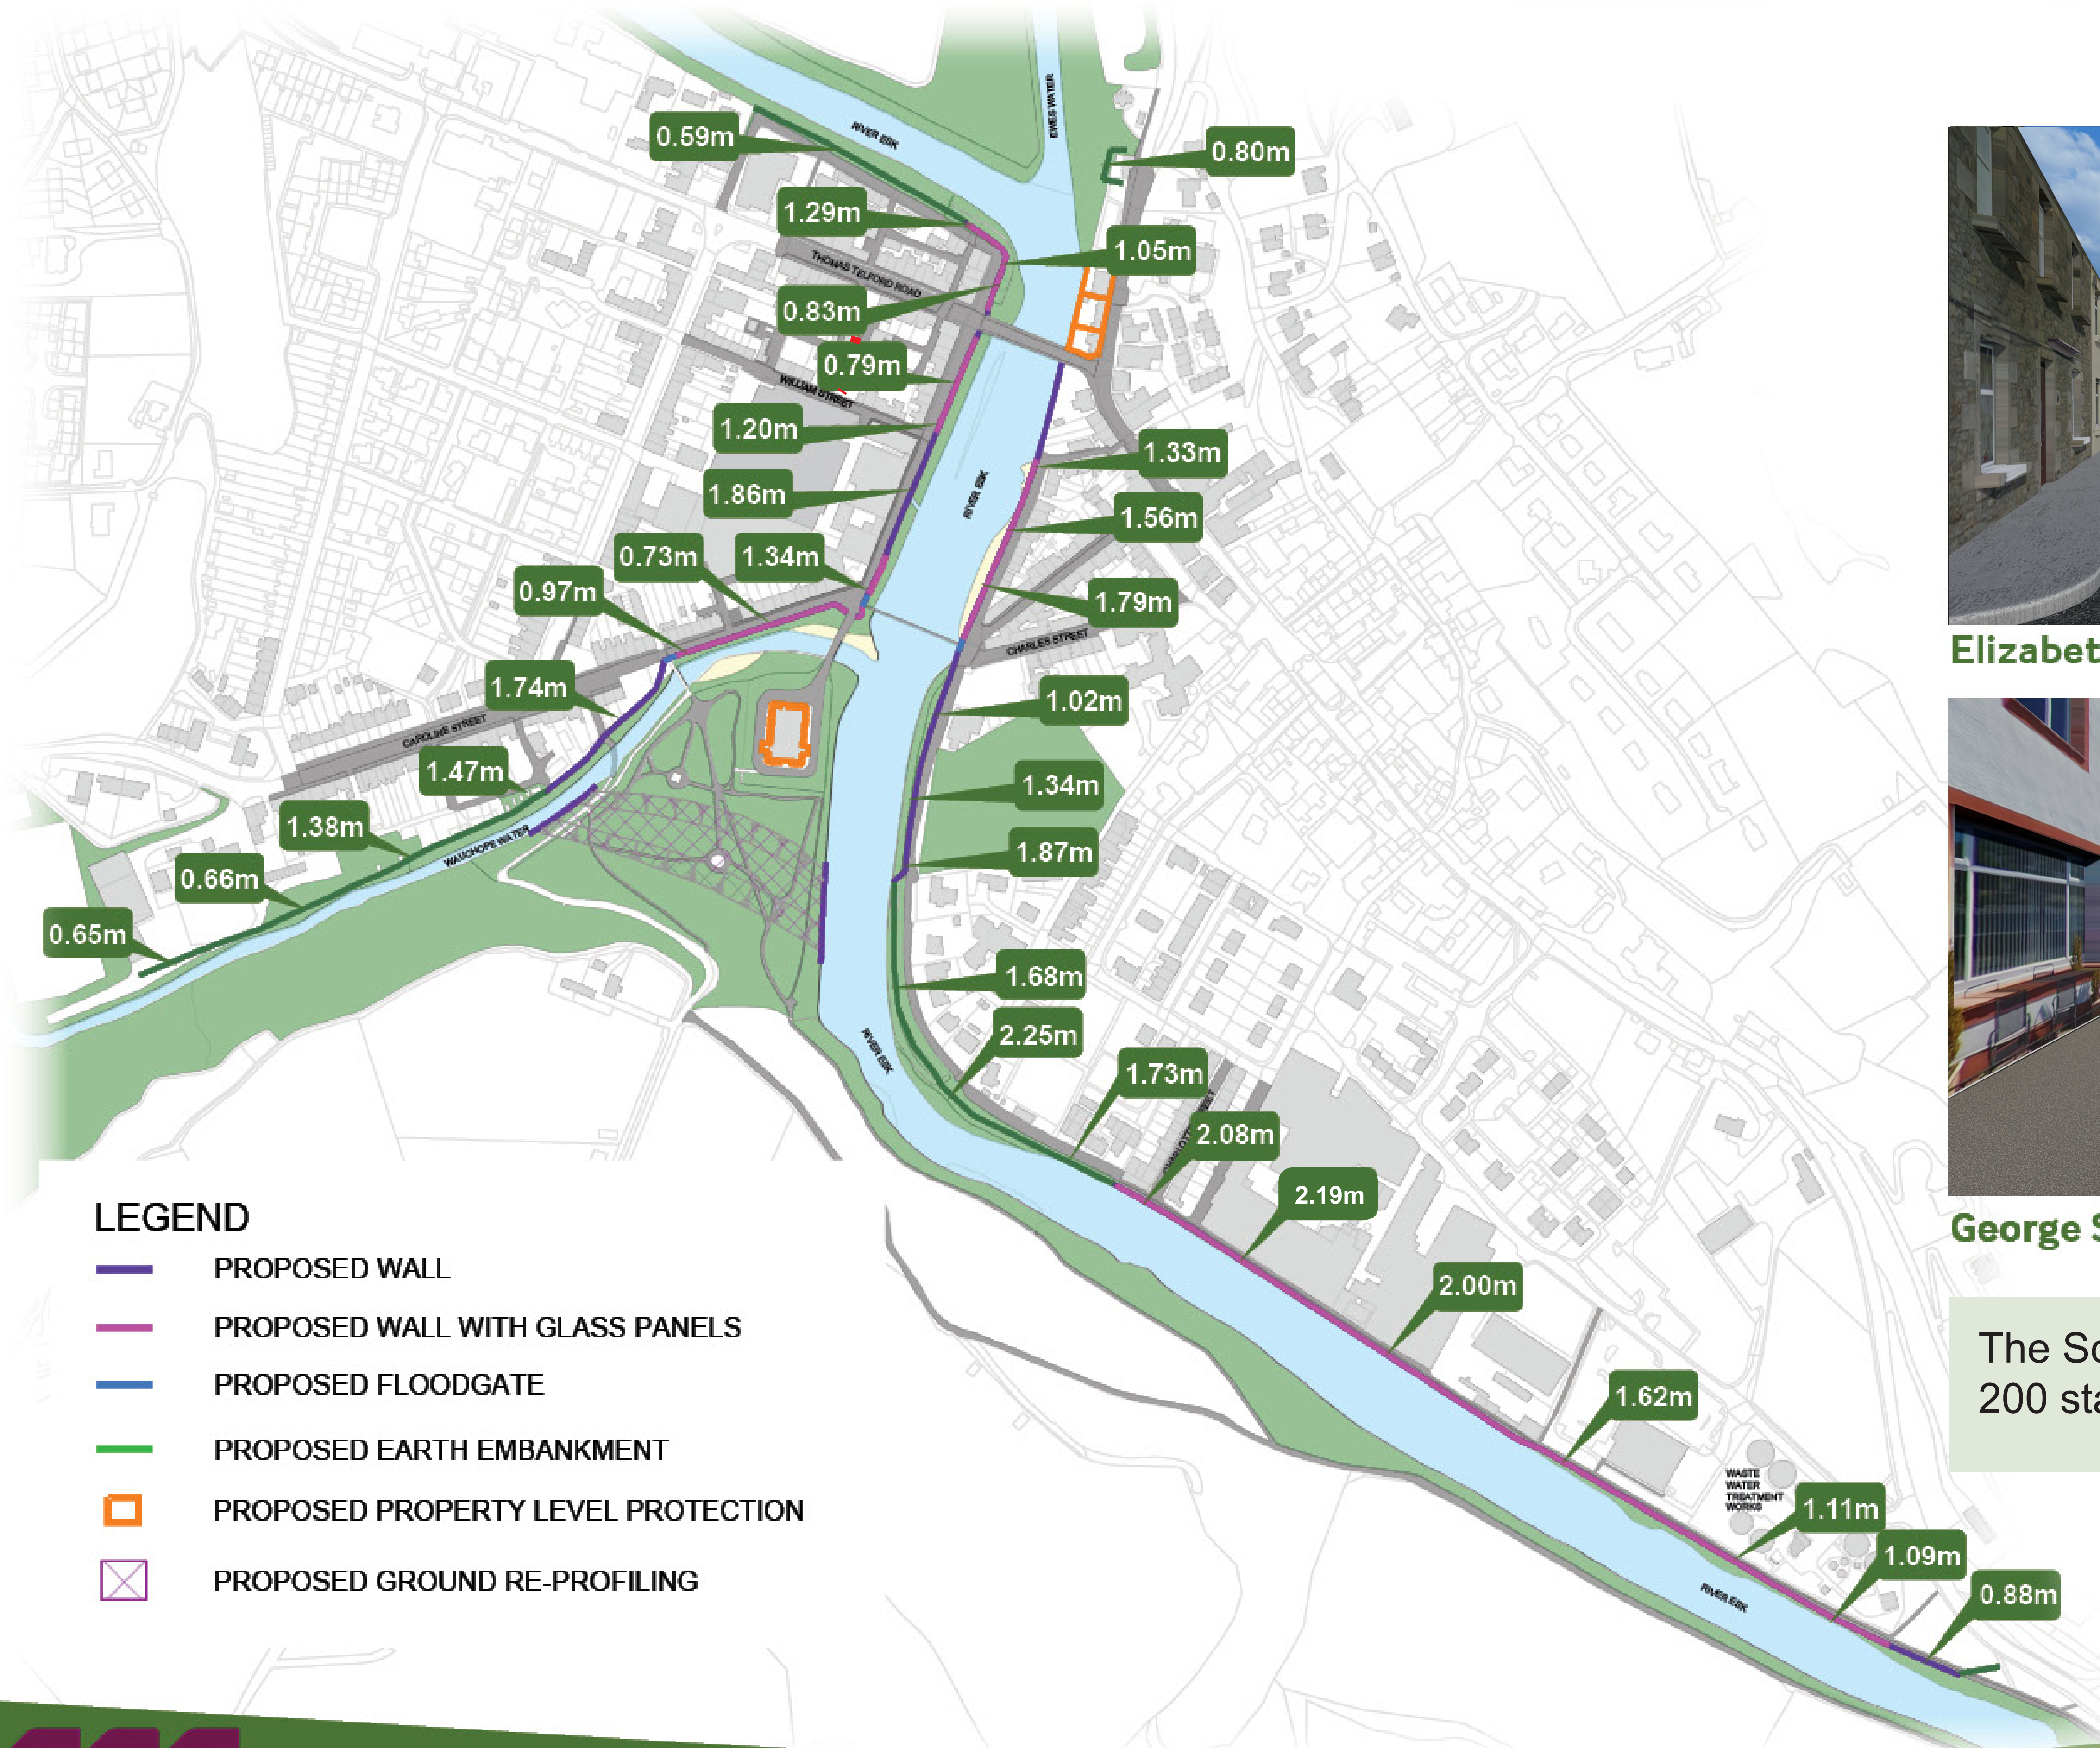 RIVER ESK
EWES WATER
0.59m
0.80m
1.29m
1.05m
THOMAS TELFORD ROAD
0.83m
0.79m
WILLIAM STREET
1.20m
1.33m
1.86m
RIVER ESK
1.56m
0.73m
1.34m
0.97m
1.79m
CHARLES STREET
1.74m
1.02m
CAROLINE STREET
1.47m
1.34m
1.38m
WAUCHOPE WATER
1.87m
0.66m
0.65m
1.68m
2.25m
RIVER ESK
1.73m
2.08m
2.19m
2.00m
1.62m
WASTE
WATER
TREATMENT
WORKS
1.11m
1.09m
RIVER ESK
0.88m
LEGEND
PROPOSED WALL
PROPOSED WALL WITH GLASS PANELS
PROPOSED FLOODGATE
PROPOSED EARTH EMBANKMENT
PROPOSED PROPERTY LEVEL PROTECTION
PROPOSED GROUND RE-PROFILING
Elizabet
George S
The Sc
200 sta